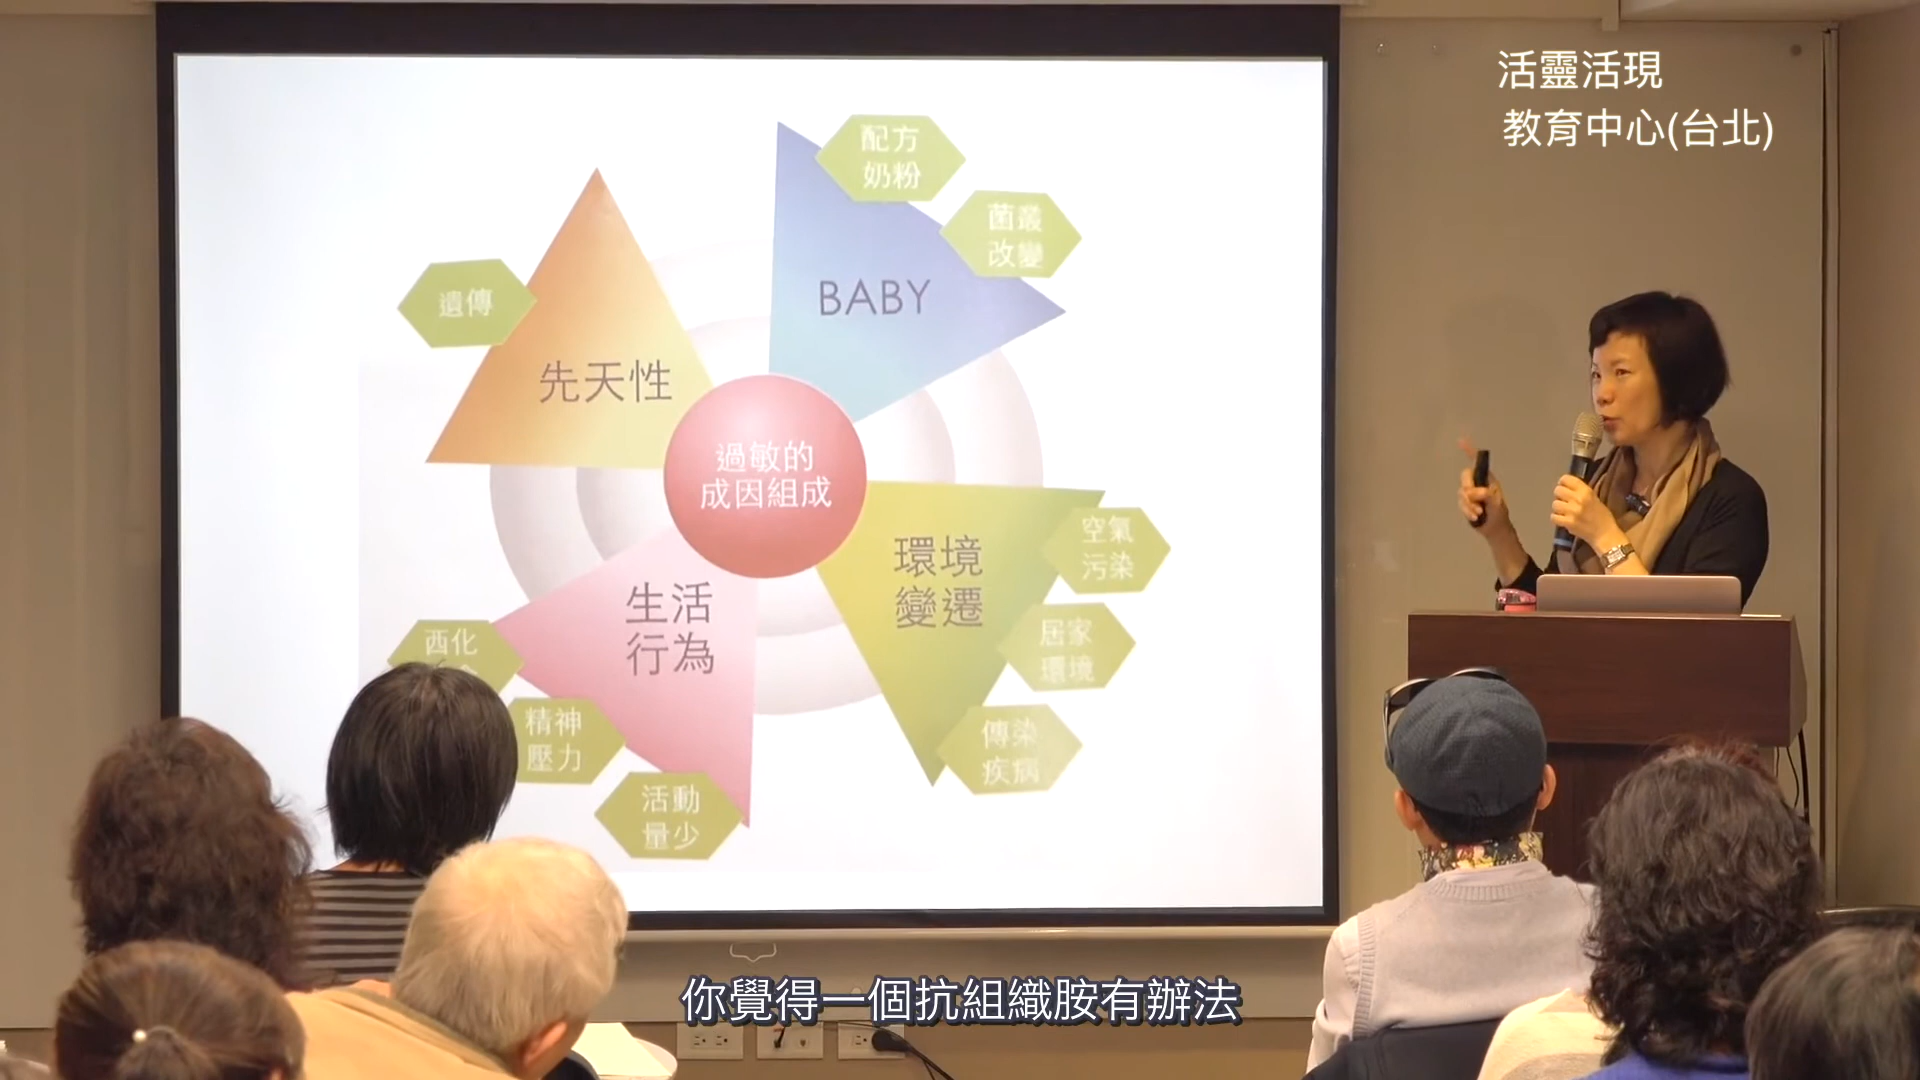 活靈活現
教育中心(台北)
配方
奶粉
菌叢
改變
BABY
遺傳
先天性
過敏的
成因組成
環境
變遷
空氣
污染
居家
環境
傳染
疾病
生活
行為
西化
精神
壓力
活動
量少
你覺得一個抗組織胺有辦法